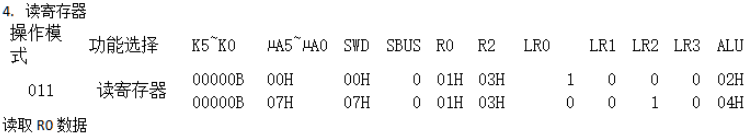 4. 读寄存器
操作模式 功能选择 K5~K0 μA5~μA0 SWD SBUS R0 R2 LR0 LR1 LR2 LR3 ALU
011 读寄存器 00000B 00H 00H 0 01H 03H 1 0 0 0 02H
00000B 07H 07H 0 01H 03H 0 0 1 0 04H
读取 R0 数据